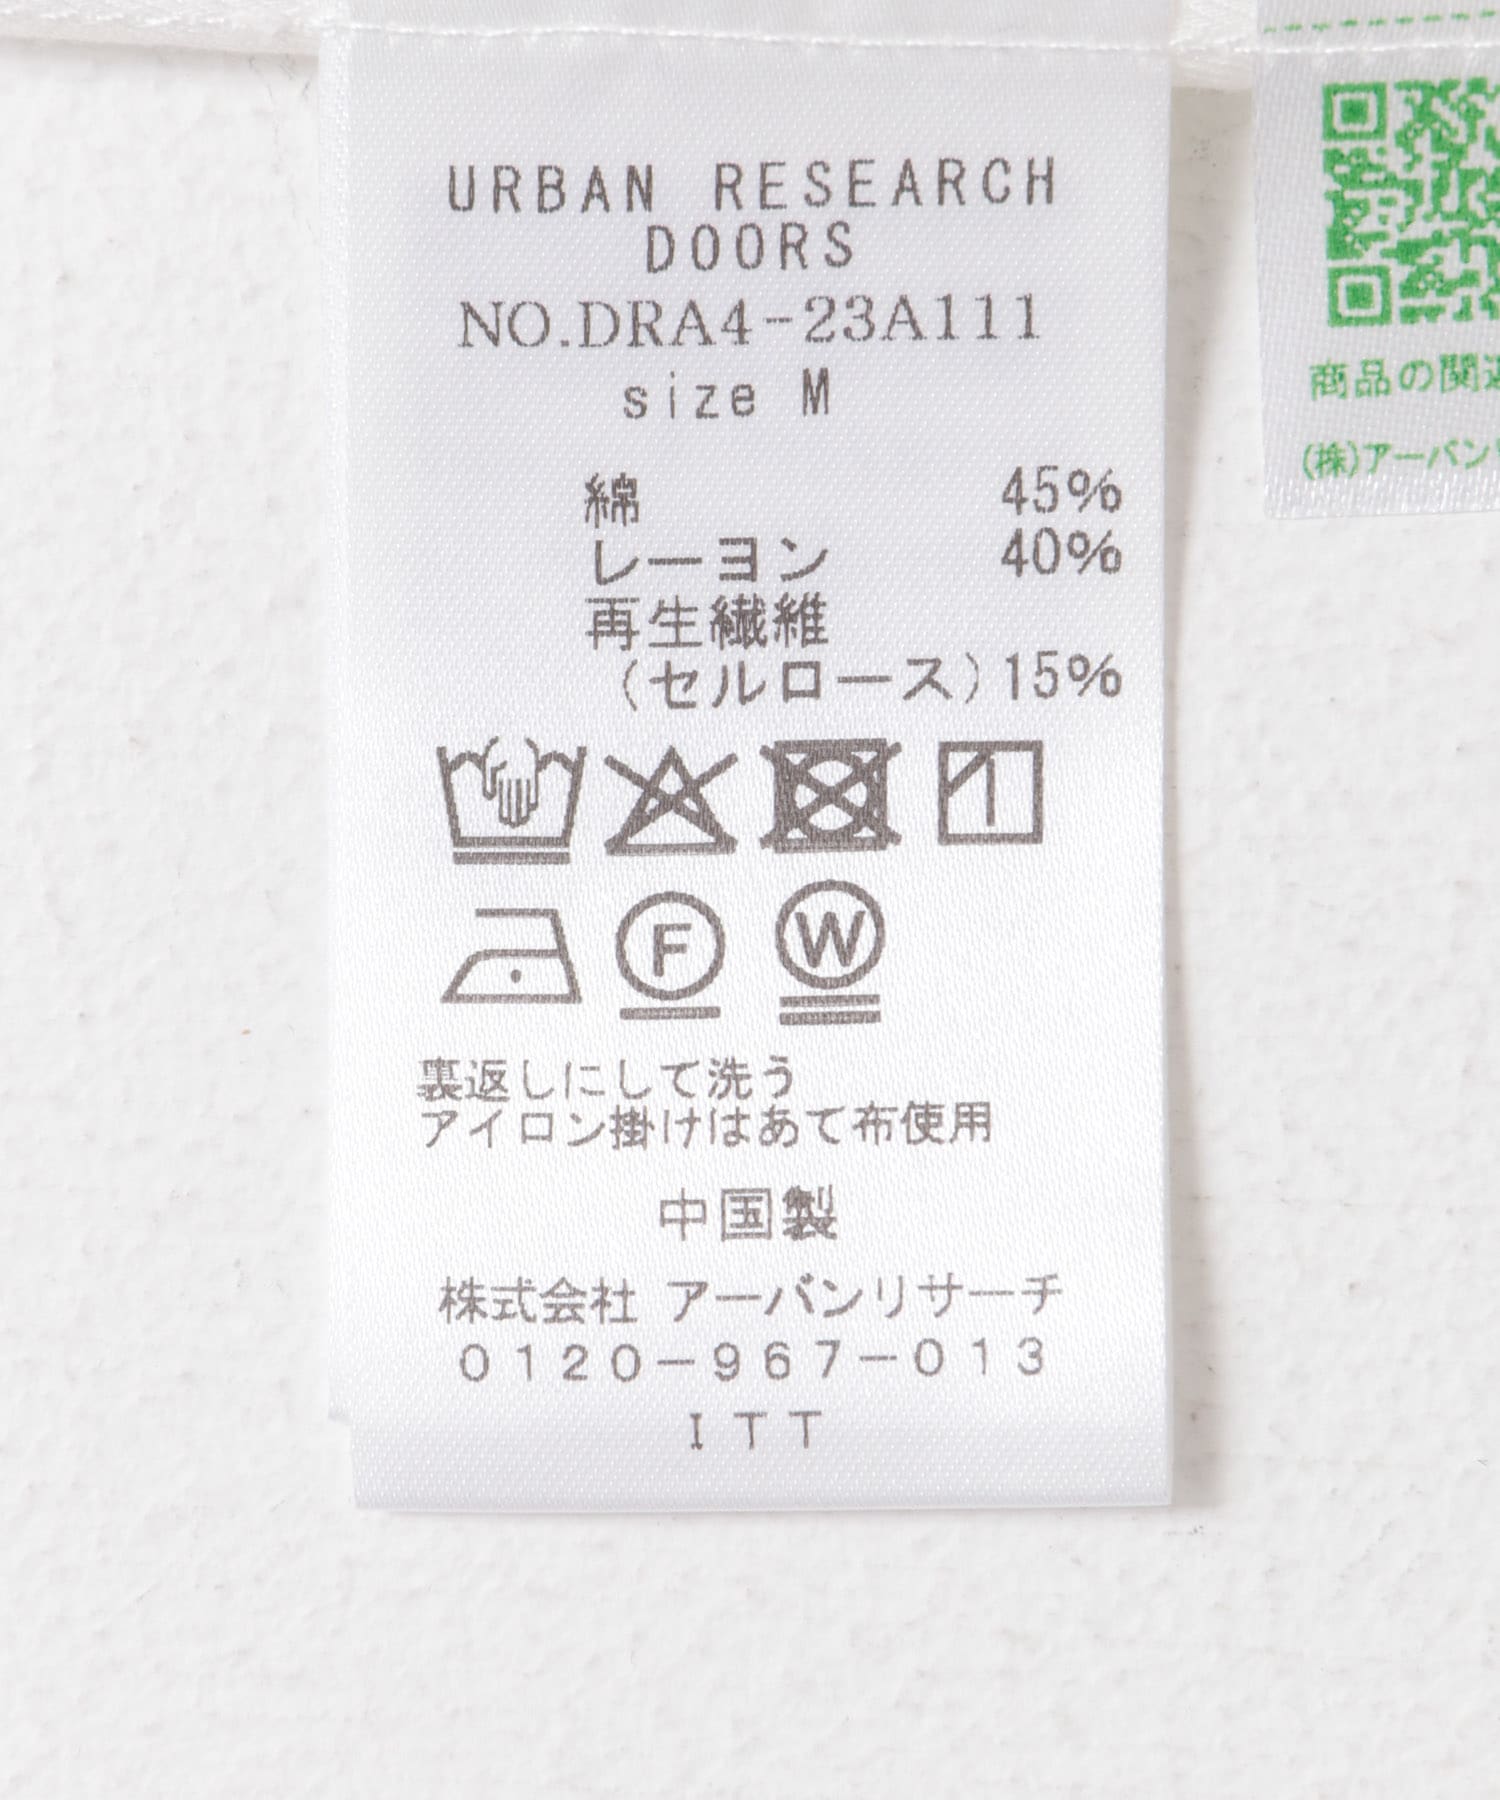 URBAN RESEARCH
DOORS
NO.DRA4-23A111
size M
綿 45%
レーヨン 40%
再生繊維
(セルロース) 15%
F
W
裏返しにして洗う
アイロン掛けはあて布使用
中国製
株式会社 アーバンリサーチ
0120-967-013
ITT
商品の関連
(株)アーバン